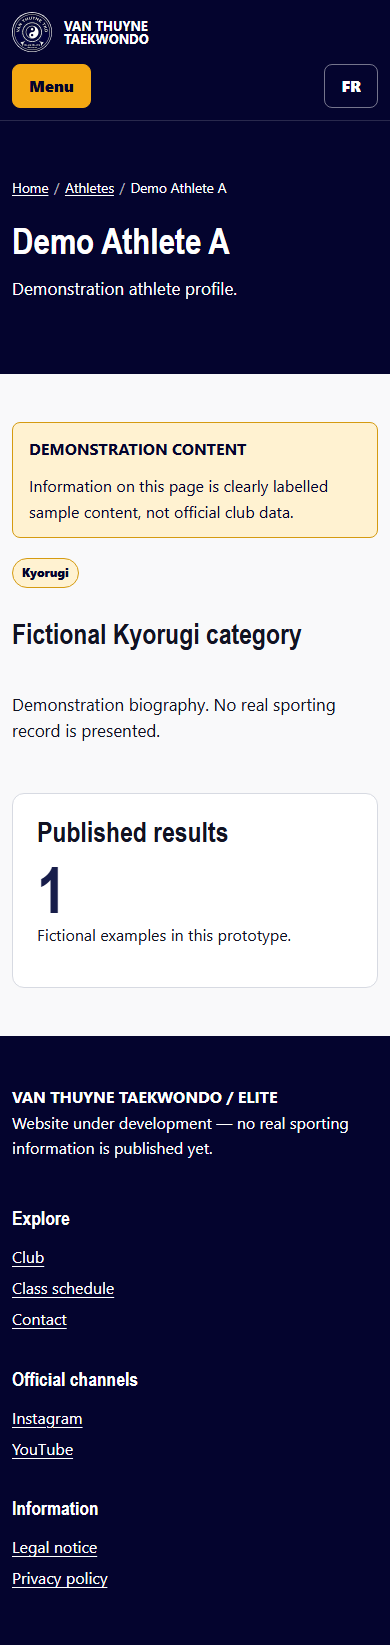 VAN THUYNE
TAEKWONDO
Menu
FR
Home / Athletes / Demo Athlete A
Demo Athlete A
Demonstration athlete profile.
DEMONSTRATION CONTENT
Information on this page is clearly labelled
sample content, not official club data.
Kyorugi
Fictional Kyorugi category
Demonstration biography. No real sporting
record is presented.
Published results
1
Fictional examples in this prototype.
VAN THUYNE TAEKWONDO / ELITE
Website under development — no real sporting
information is published yet.
Explore
Club
Class schedule
Contact
Official channels
Instagram
YouTube
Information
Legal notice
Privacy policy